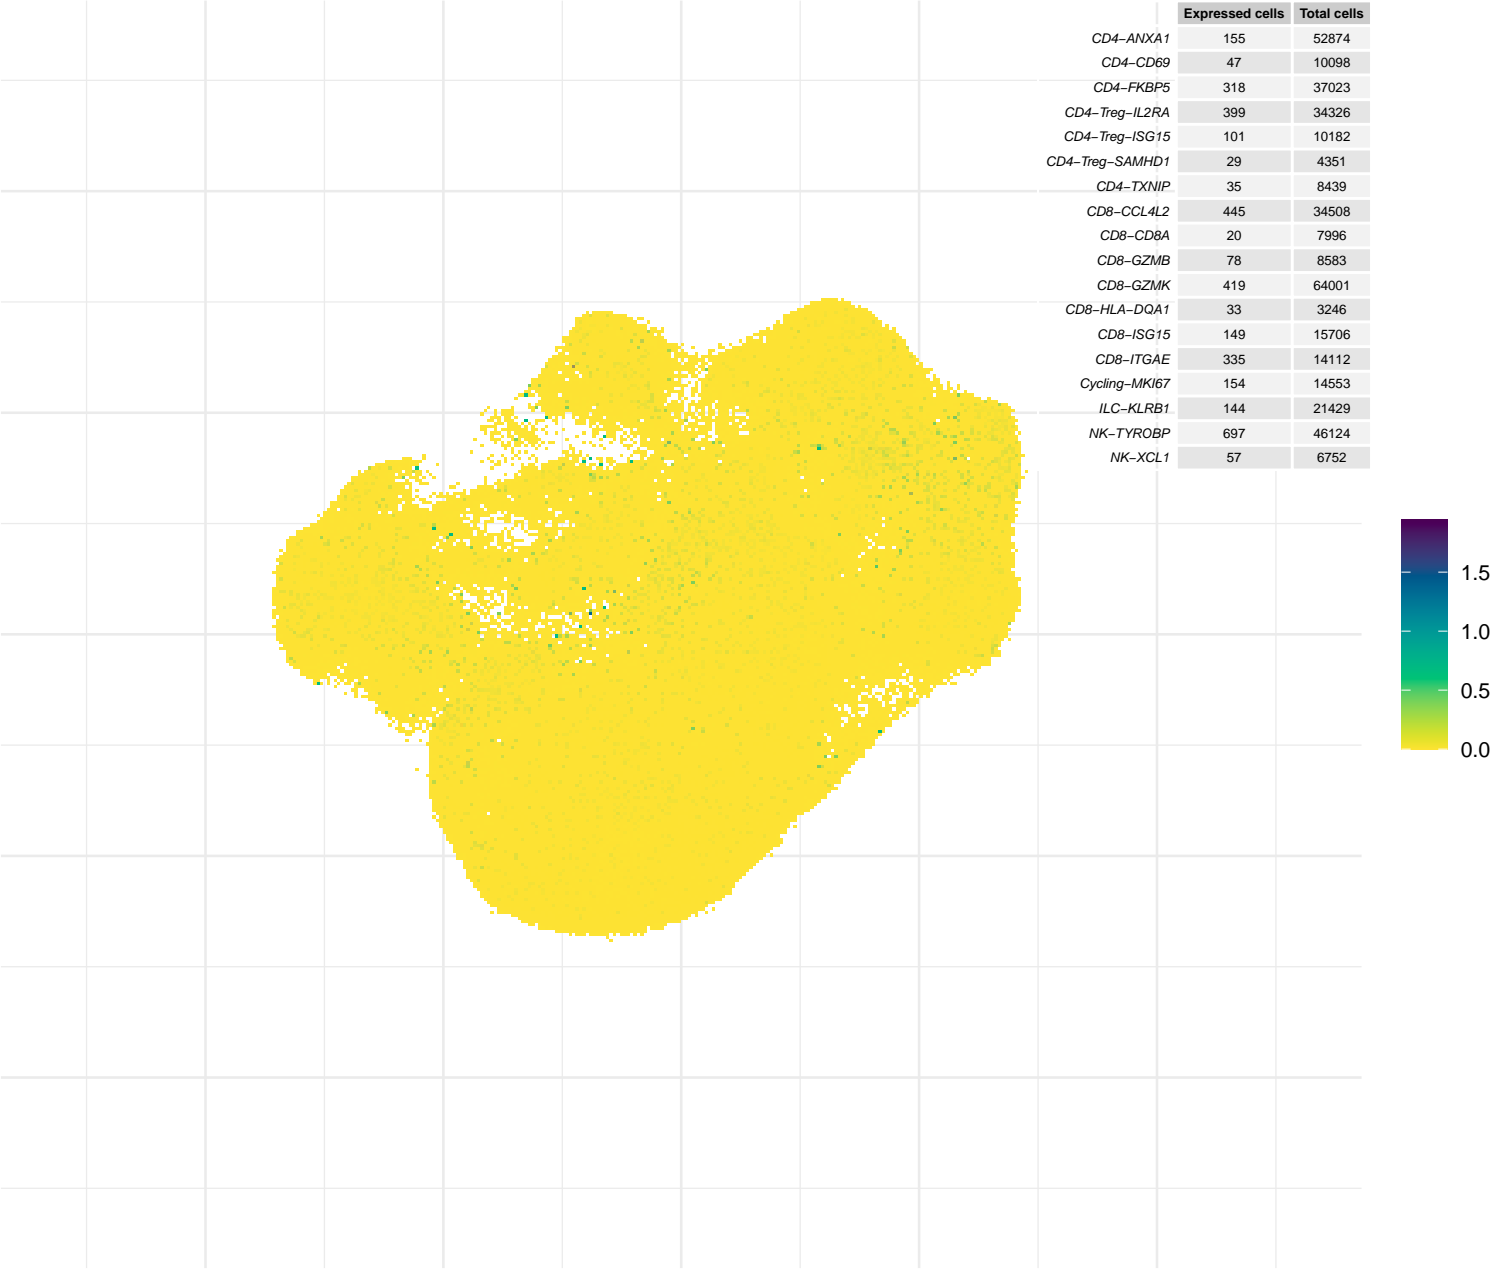 Expressed cells Total cells
CD4−ANXA1 155 52874
CD4−CD69 47 10098
CD4−FKBP5 318 37023
CD4−Treg−IL2RA 399 34326
CD4−Treg−ISG15 101 10182
CD4−Treg−SAMHD1 29 4351
CD4−TXNIP 35 8439
CD8−CCL4L2 445 34508
CD8−CD8A 20 7996
CD8−GZMB 78 8583
CD8−GZMK 419 64001
CD8−HLA−DQA1 33 3246
CD8−ISG15 149 15706
CD8−ITGAE 335 14112
Cycling−MKI67 154 14553
ILC−KLRB1 144 21429
NK−TYROBP 697 46124
NK−XCL1 57 6752
1.5
1.0
0.5
0.0